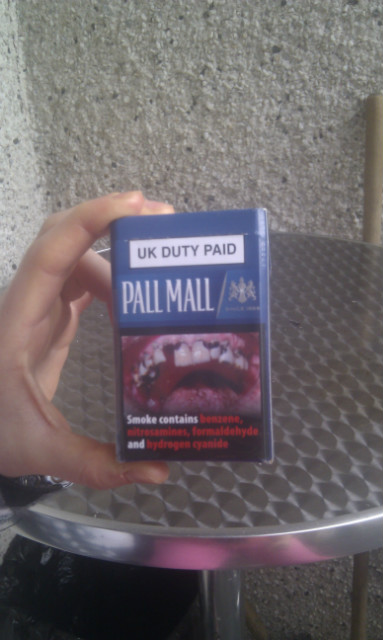 UK DUTY PAID
PALL MALL
Smoke contains benzene,
nitrosamines, formaldehyde
and hydrogen cyanide